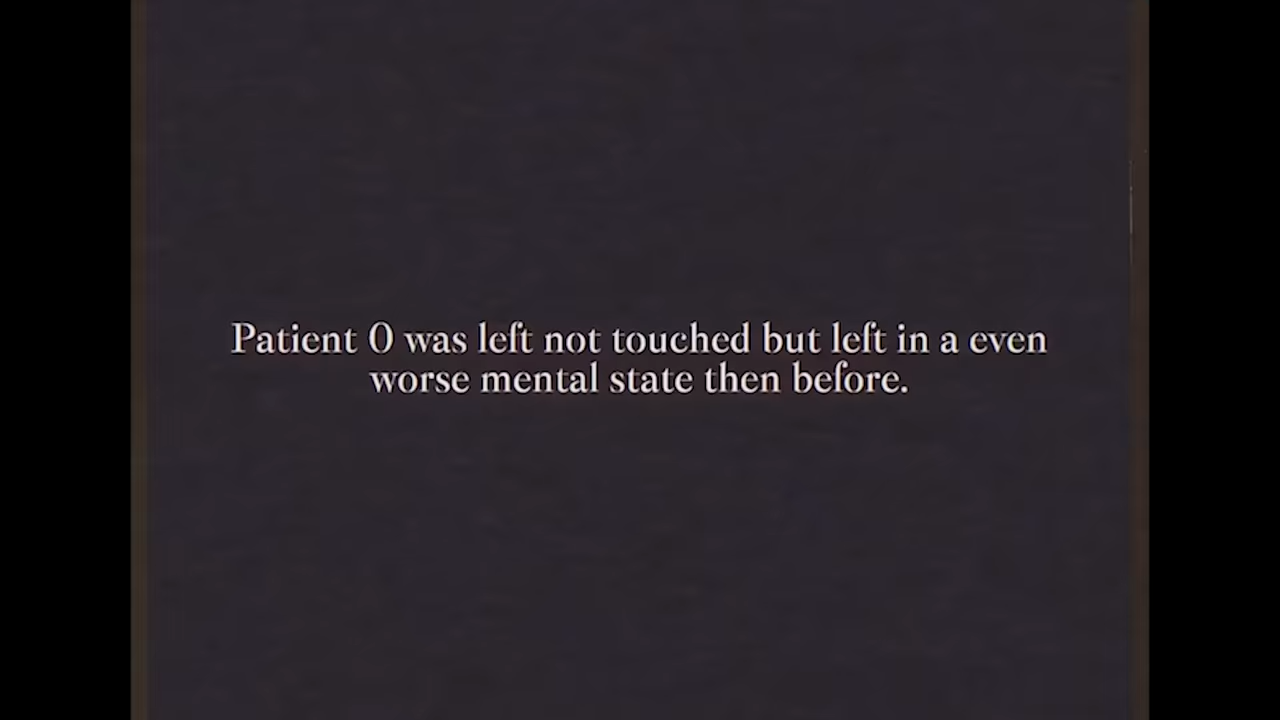 Patient 0 was left not touched but left in a even
worse mental state then before.